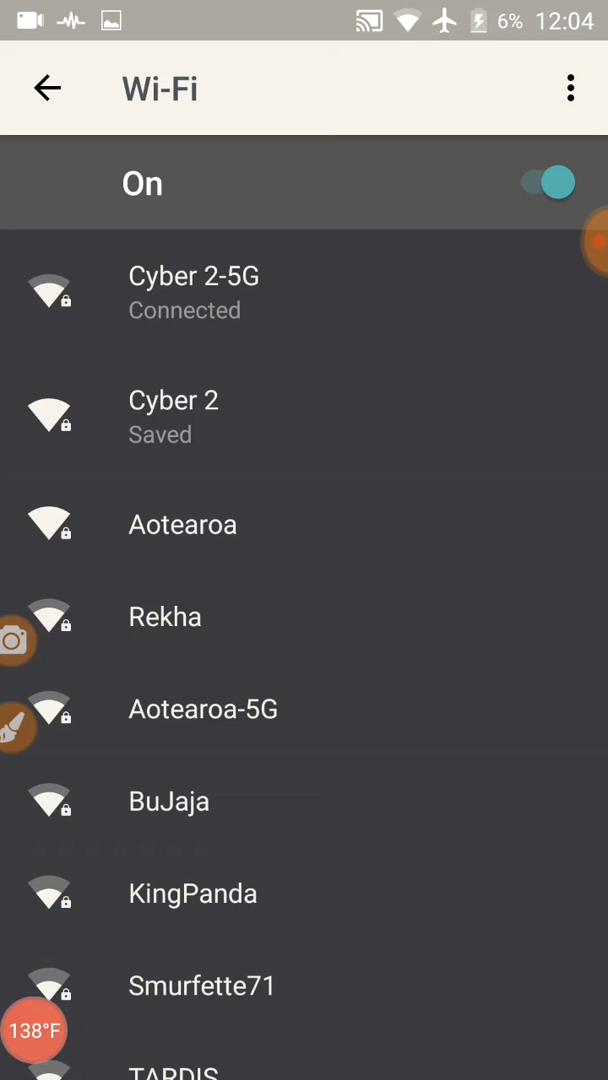 6% 12:04
Wi-Fi
On
Cyber 2-5G
Connected
Cyber 2
Saved
Aotearoa
Rekha
Aotearoa-5G
BuJaja
KingPanda
Smurfette71
138°F
TARDIS